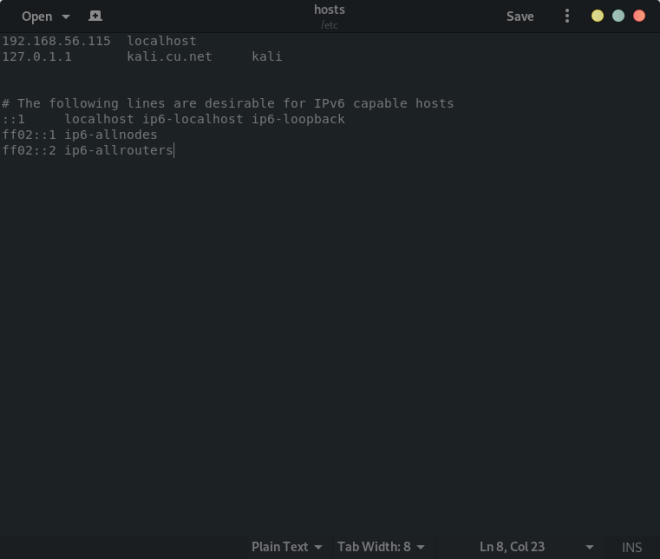 Open
hosts
/etc
Save
192.168.56.115  localhost
127.0.1.1       kali.cu.net     kali
# The following lines are desirable for IPv6 capable hosts
::1     localhost ip6-localhost ip6-loopback
ff02::1 ip6-allnodes
ff02::2 ip6-allrouters
Plain Text  Tab Width: 8  Ln 8, Col 23  INS